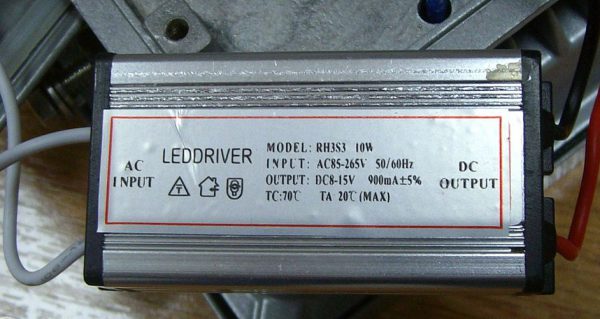 AC
INPUT
LEDDRIVER
MODEL: RH3S3 10W
INPUT: AC85-265V 50/60Hz
OUTPUT: DC8-15V 900mA±5%
TC:70℃ TA 20℃(MAX)
DC
OUTPUT